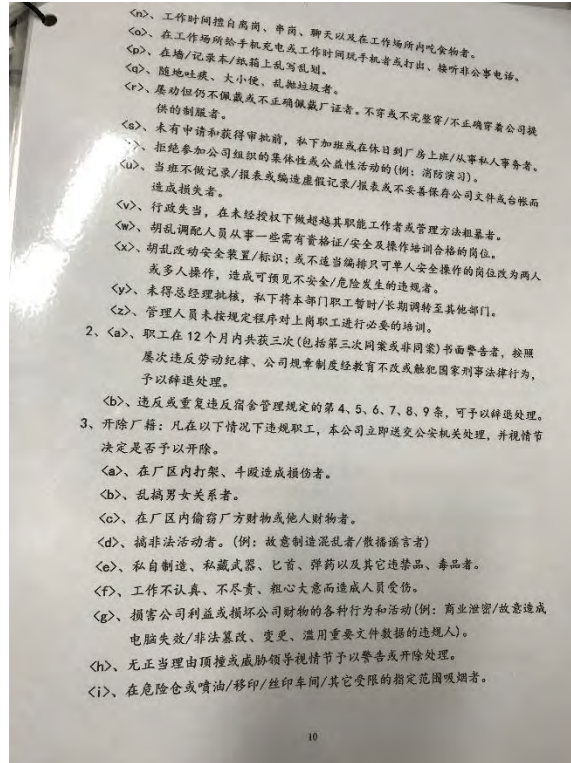 <n>、工作时间擅自离岗、串岗、聊天以及在工作场所内吃食物者。
<o>、在工作场所给手机充电或工作时间玩手机者或打出、接听非公事电话。
<p>、在墙/记录本/纸箱上乱写乱划。
<q>、随地吐痰、大小便、乱抛垃圾者。
<r>、屡劝但仍不佩戴或不正确佩戴厂证者。不穿或不完整穿/不正确穿着公司提
供的制服者。
<s>、未有申请和获得审批前，私下加班或在休日到厂房上班/从事私人事务者。
>、拒绝参加公司组织的集体性或公益性活动的(例：消防演习)。
<u>、当班不做记录/报表或编造虚假记录/报表或不妥善保存公司文件或台帐而
造成损失者。
<v>、行政失当，在未经授权下做超越其职能工作者或管理方法粗暴者。
<w>、胡乱调配人员从事一些需有资格证/安全及操作培训合格的岗位。
<x>、胡乱改动安全装置/标识；或不适当编排只可单人安全操作的岗位改为两人
或多人操作，造成可预见不安全/危险发生的违规者。
<y>、未得总经理批核，私下将本部门职工暂时/长期调转至其他部门。
<z>、管理人员未按规定程序对上岗职工进行必要的培训。
2、<a>、职工在12个月内共获三次(包括第三次同案或非同案)书面警告者，按照
屡次违反劳动纪律、公司规章制度经教育不改或触犯国家刑事法律行为，
予以辞退处理。
<b>、违反或重复违反宿舍管理规定的第4、5、6、7、8、9条，可予以辞退处理。
3、开除厂籍：凡在以下情况下违规职工，本公司立即送交公安机关处理，并视情节
决定是否予以开除。
<a>、在厂区内打架、斗殴造成损伤者。
<b>、乱搞男女关系者。
<c>、在厂区内偷窃厂方财物或他人财物者。
<d>、搞非法活动者。(例：故意制造混乱者/散播谣言者)
<e>、私自制造、私藏武器、匕首、弹药以及其它违禁品、毒品者。
<f>、工作不认真、不尽责、粗心大意而造成人员受伤。
<g>、损害公司利益或损坏公司财物的各种行为和活动(例：商业泄密/故意造成
电脑失效/非法篡改、变更、滥用重要文件数据的违规人)。
<h>、无正当理由顶撞或威胁领导视情节予以警告或开除处理。
<i>、在危险仓或喷油/移印/丝印车间/其它受限的指定范围吸烟者。
10